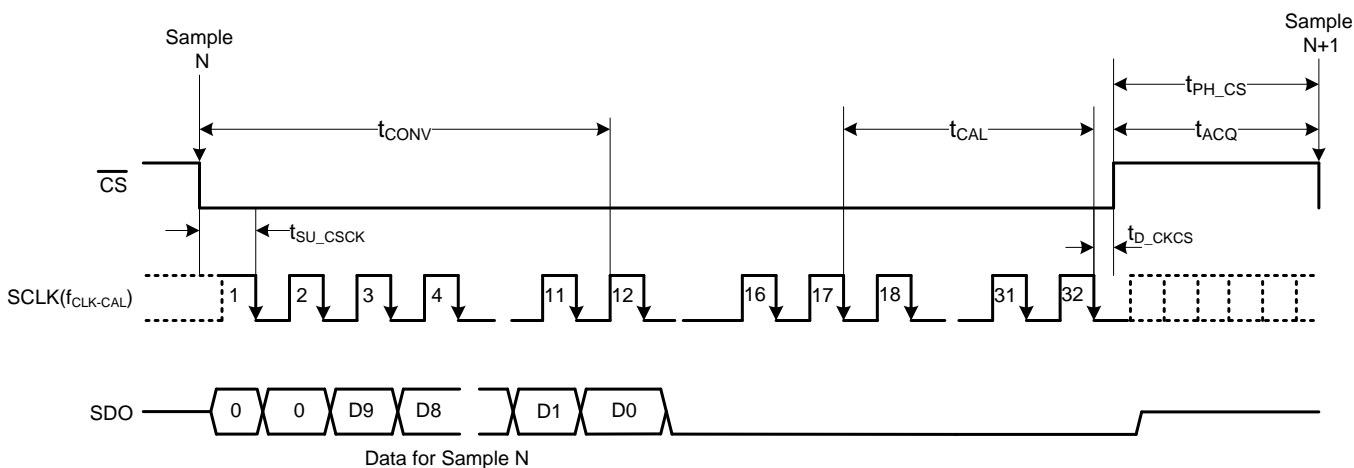 Sample
N
Sample
N+1
tPH_CS
tCONV
tCAL
tACQ
CS
tSU_CSCK
tD_CKCS
SCLK(fCLK-CAL)
1 2 3 4 11 12 16 17 18 31 32
SDO
0 0 D9 D8 D1 D0
Data for Sample N